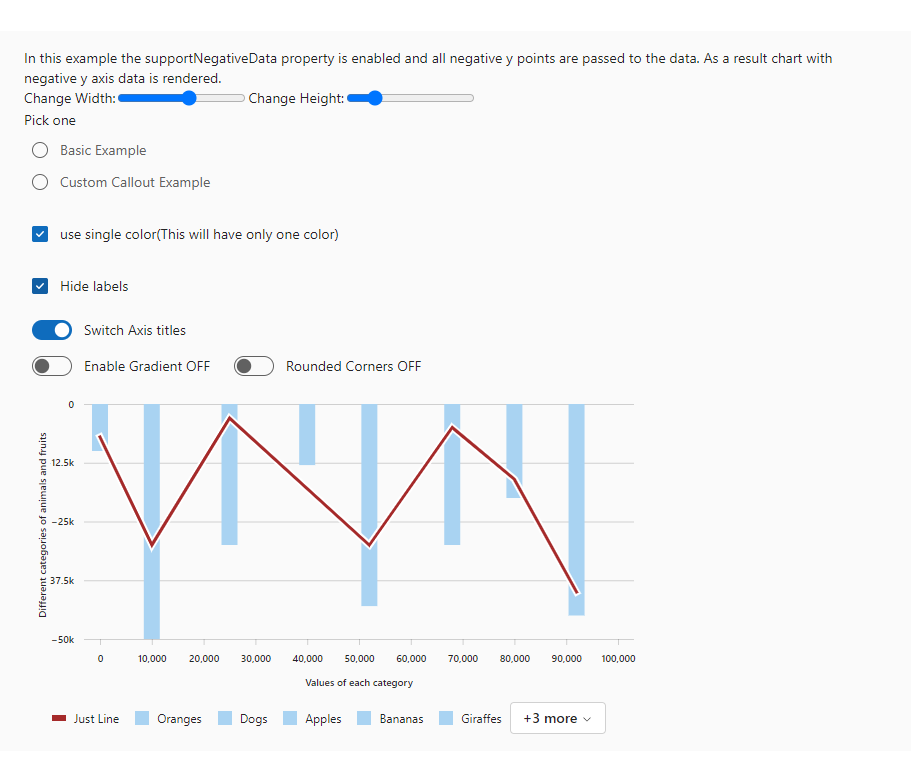 In this example the supportNegativeData property is enabled and all negative y points are passed to the data. As a result chart with
negative y axis data is rendered.
Change Width: Change Height:
Pick one
Basic Example
Custom Callout Example
use single color(This will have only one color)
Hide labels
Switch Axis titles
Enable Gradient OFF Rounded Corners OFF
Different categories of animals and fruits
0
12.5k
−25k
37.5k
−50k
0 10,000 20,000 30,000 40,000 50,000 60,000 70,000 80,000 90,000 100,000
Values of each category
Just Line Oranges Dogs Apples Bananas Giraffes +3 more